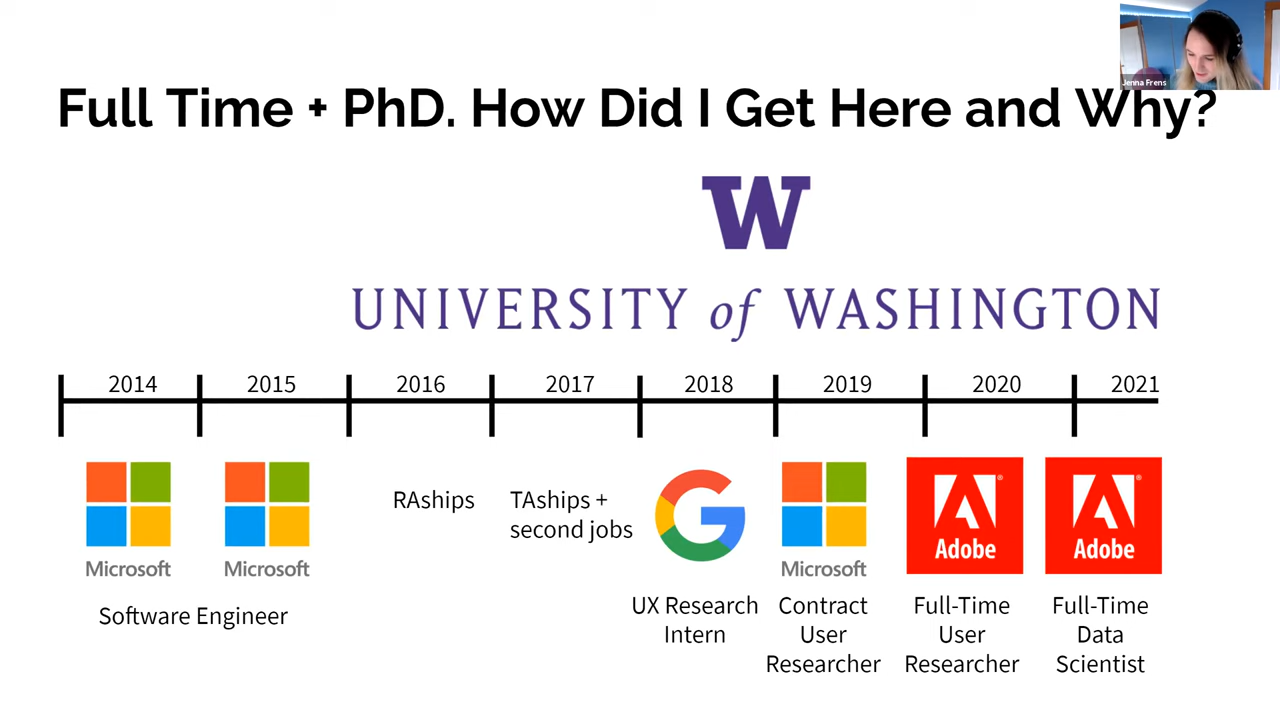 Jenna Frens
Full Time + PhD. How Did I Get Here and Why?
W
UNIVERSITY of WASHINGTON
2014 2015 2016 2017 2018 2019 2020 2021
Microsoft
Microsoft
Software Engineer
RAships
TAships +
second jobs
G
UX Research
Intern
Microsoft
Contract
User
Researcher
Adobe®
Full-Time
User
Researcher
Adobe®
Full-Time
Data
Scientist